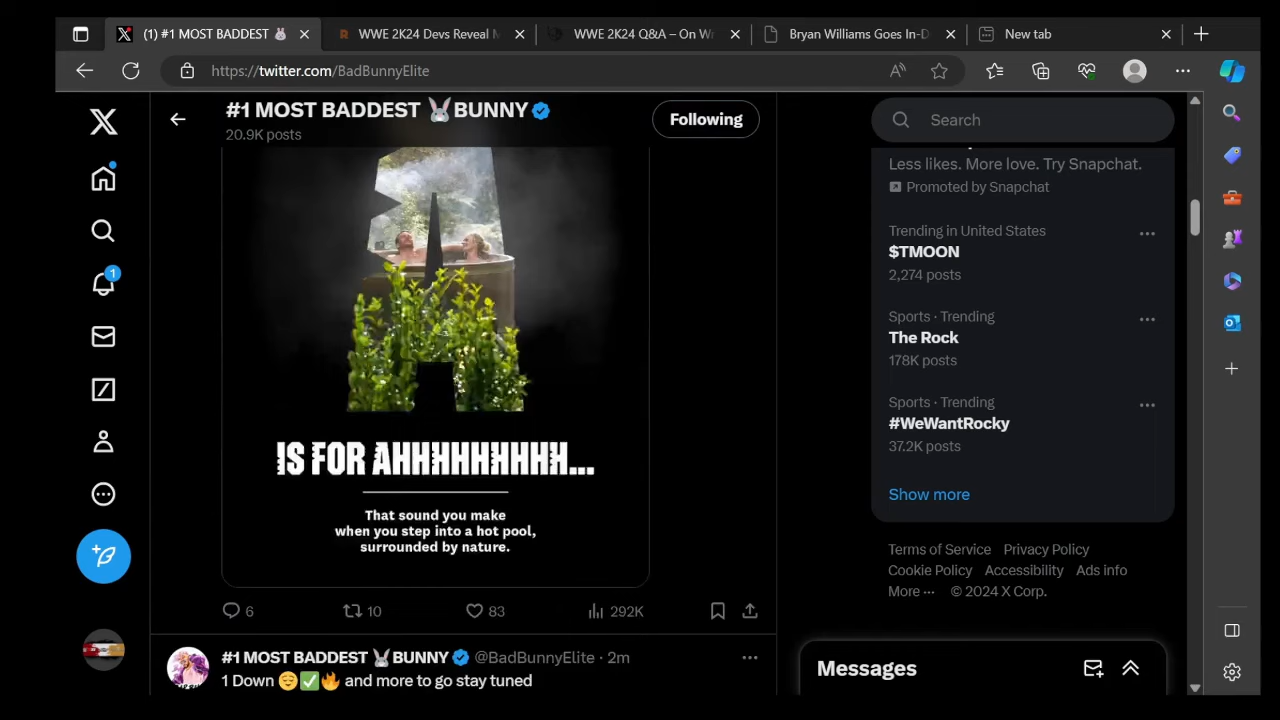 (1) #1 MOST BADDEST 🐰
WWE 2K24 Devs Reveal M
WWE 2K24 Q&A – On Wr
Bryan Williams Goes In-D
New tab
https://twitter.com/BadBunnyElite
#1 MOST BADDEST 🐰BUNNY
20.9K posts
Following
Search
1
IS FOR AHHHHHHHHH...
That sound you make
when you step into a hot pool,
surrounded by nature.
6
10
83
292K
#1 MOST BADDEST 🐰BUNNY @BadBunnyElite · 2m
1 Down 😌✅🔥 and more to go stay tuned
Less likes. More love. Try Snapchat.
Promoted by Snapchat
Trending in United States
$TMOON
2,274 posts
Sports · Trending
The Rock
178K posts
Sports · Trending
#WeWantRocky
37.2K posts
Show more
Terms of Service Privacy Policy
Cookie Policy Accessibility Ads info
More ··· © 2024 X Corp.
Messages